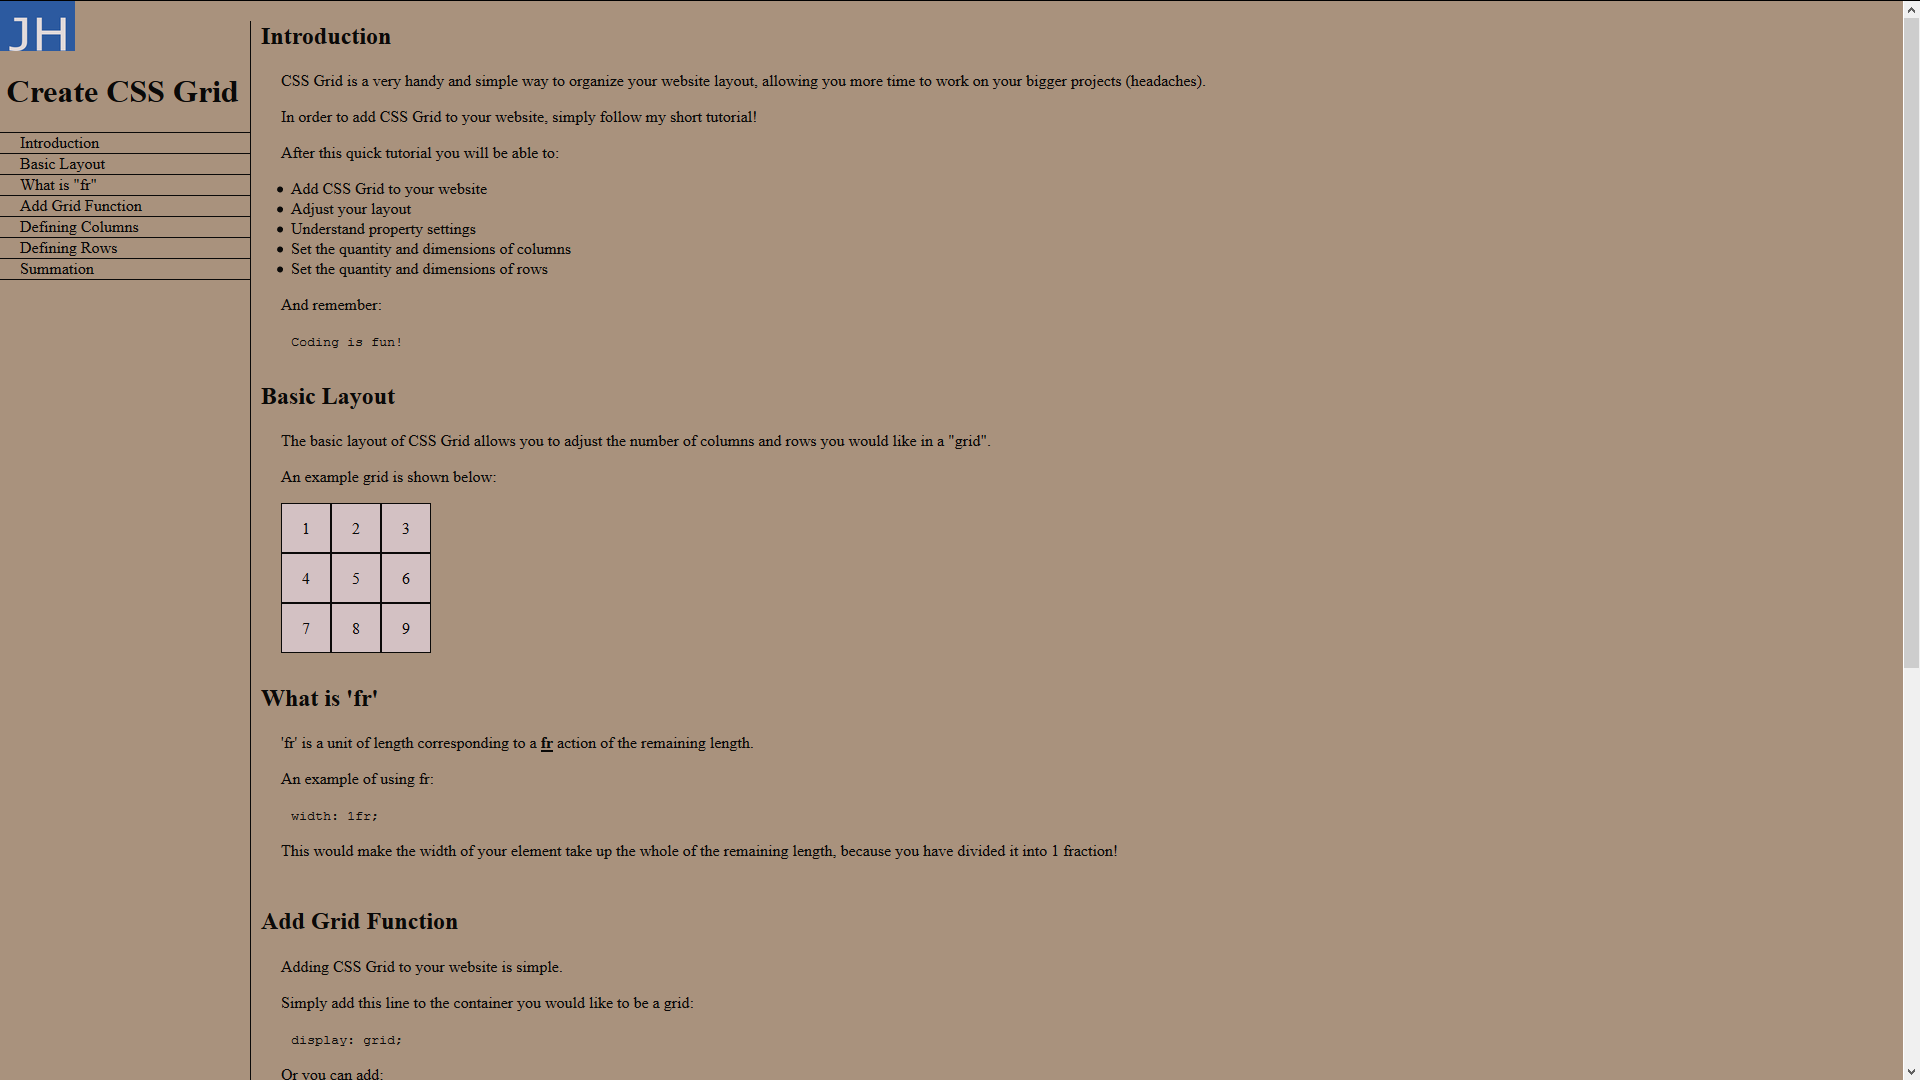 JH
Create CSS Grid
Introduction
Basic Layout
What is "fr"
Add Grid Function
Defining Columns
Defining Rows
Summation
Introduction
CSS Grid is a very handy and simple way to organize your website layout, allowing you more time to work on your bigger projects (headaches).
In order to add CSS Grid to your website, simply follow my short tutorial!
After this quick tutorial you will be able to:
Add CSS Grid to your website
Adjust your layout
Understand property settings
Set the quantity and dimensions of columns
Set the quantity and dimensions of rows
And remember:
Coding is fun!
Basic Layout
The basic layout of CSS Grid allows you to adjust the number of columns and rows you would like in a "grid".
An example grid is shown below:
1 2 3
4 5 6
7 8 9
What is 'fr'
'fr' is a unit of length corresponding to a fr action of the remaining length.
An example of using fr:
width: 1fr;
This would make the width of your element take up the whole of the remaining length, because you have divided it into 1 fraction!
Add Grid Function
Adding CSS Grid to your website is simple.
Simply add this line to the container you would like to be a grid:
display: grid;
Or you can add: